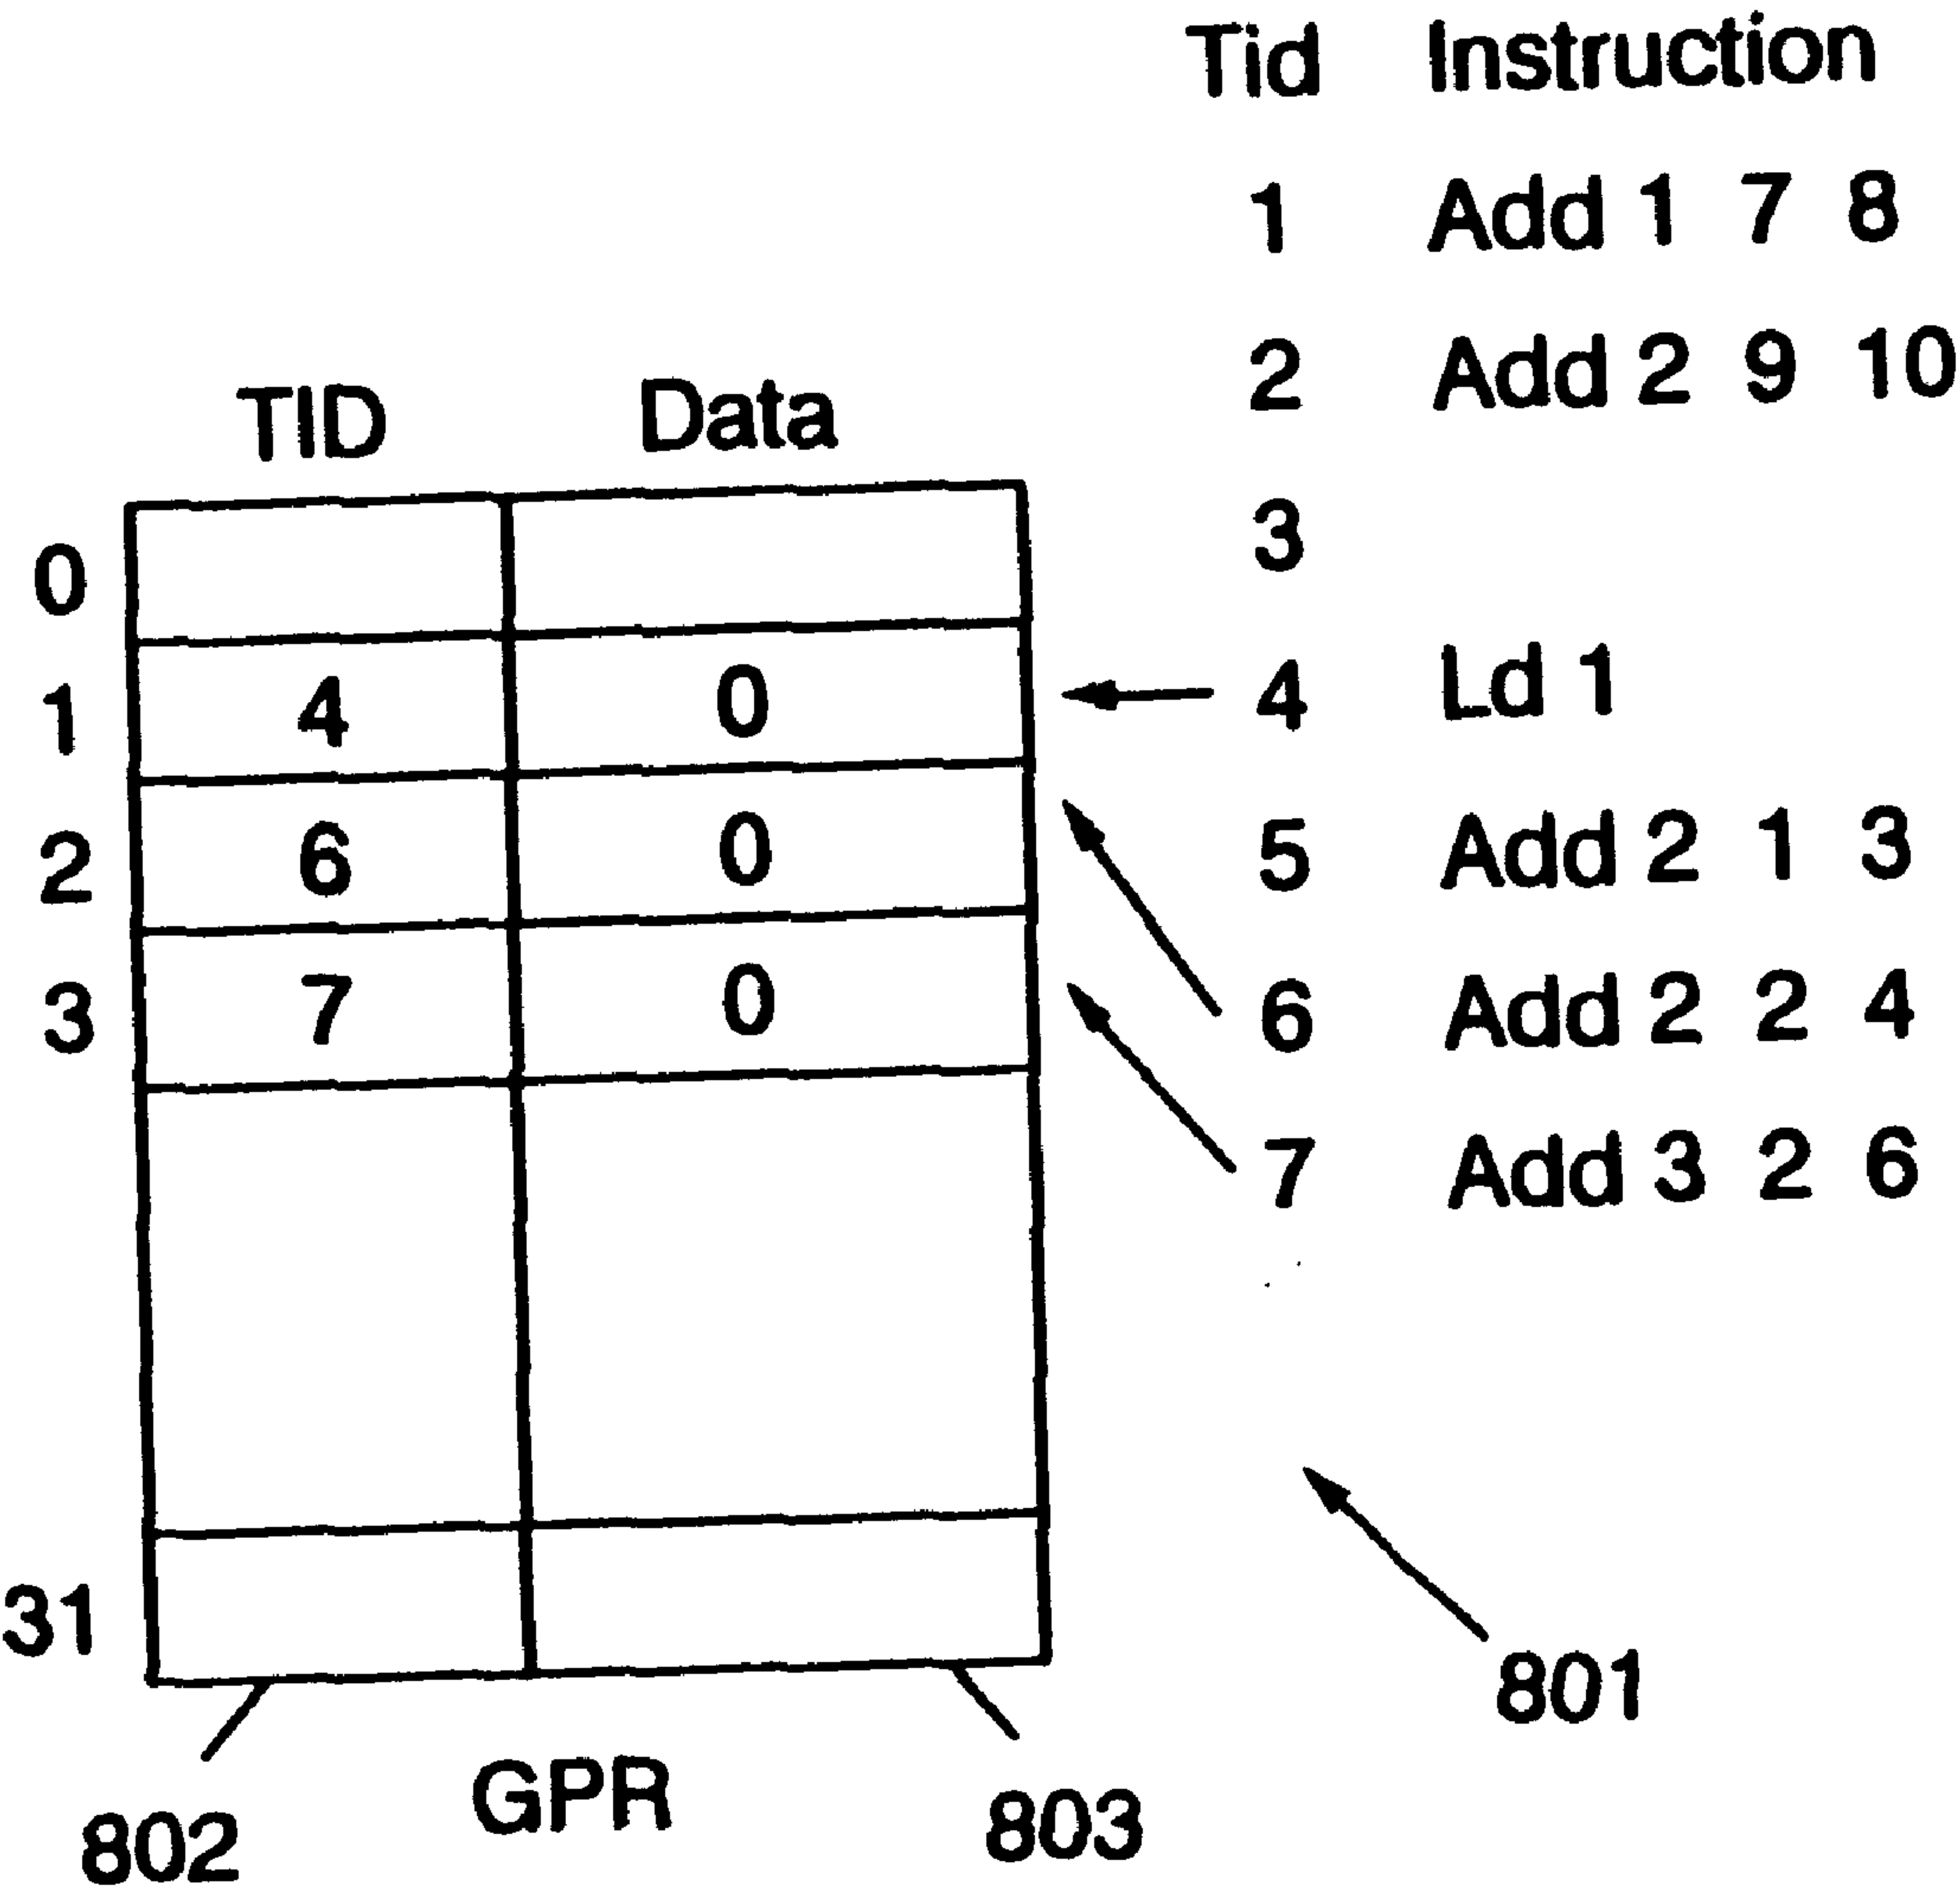 Tid Instruction
1 Add 1 7 8
2 Add 2 9 10
TID Data
3
0
1 4 0
4 Ld 1
2 6 0
5 Add 2 1 3
3 7 0
6 Add 2 2 4
7 Add 3 2 6
31
801
802 GPR 803